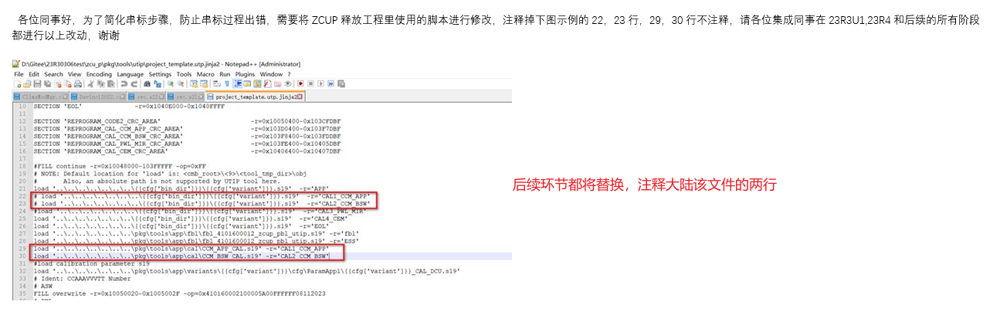 各位同事好，为了简化串标步骤，防止串标过程出错，需要将 ZCUP 释放工程里使用的脚本进行修改，注释掉下图示例的 22，23 行，29，30 行不注释，请各位集成同事在 23R3U1,23R4 和后续的所有阶段
都进行以上改动，谢谢
D:\Gitee\23R30306test\zcu_p\pkg\tools\utip\project_template.utp.jinja2 - Notepad++ [Administrator]
File Edit Search View Encoding Language Settings Tools Macro Run Plugins Window ?
project_template.utp.jinja2
10 SECTION 'EOL' -r=0x1040E000-0x1040FFFF
11
12 SECTION 'REPROGRAM_CODE2_CRC_AREA' -r=0x10050400-0x103CFDBF
13 SECTION 'REPROGRAM_CAL_CCM_APP_CRC_AREA' -r=0x103D0400-0x103F7DBF
14 SECTION 'REPROGRAM_CAL_CCM_BSW_CRC_AREA' -r=0x103F8400-0x103FDDBF
15 SECTION 'REPROGRAM_CAL_PWL_MIR_CRC_AREA' -r=0x103FE400-0x10405DBF
16 SECTION 'REPROGRAM_CAL_CEM_CRC_AREA' -r=0x10406400-0x10407DBF
17
18 #FILL continue -r=0x10048000-103FFFFF -op=0xFF
19 # NOTE: Default location for 'load' is: <cmb_root>\<9>\<tool_tmp_dir>\obj
20 # Also, an absolute path is not supported by UTIP tool here.
21 load '..\..\..\..\..\..\..\{{cfg['bin_dir']}}\{{cfg['variant']}}.s19' -r='APP'
22 # load '..\..\..\..\..\..\..\{{cfg['bin_dir']}}\{{cfg['variant']}}.s19' -r='CAL1_CCM_APP'
23 # load '..\..\..\..\..\..\..\{{cfg['bin_dir']}}\{{cfg['variant']}}.s19' -r='CAL2_CCM_BSW'
24 #load '..\..\..\..\..\..\..\{{cfg['bin_dir']}}\{{cfg['variant']}}.s19' -r='CAL3_PWL_MIR'
25 load '..\..\..\..\..\..\..\{{cfg['bin_dir']}}\{{cfg['variant']}}.s19' -r='CAL4_CEM'
26 load '..\..\..\..\..\..\..\{{cfg['bin_dir']}}\{{cfg['variant']}}.s19' -r='EOL'
27 load '..\..\..\..\..\..\..\pkg\tools\app\fbl\fbl_4101600012_zcup_pbl_utip.s19' -r='fbl'
28 load '..\..\..\..\..\..\..\pkg\tools\app\fbl\fbl_4101600012_zcup_pbl_utip.s19' -r='ESS'
29 load '..\..\..\..\..\..\..\pkg\tools\app\cal\CCM_APP_CAL.s19' -r='CAL1_CCM_APP'
30 load '..\..\..\..\..\..\..\pkg\tools\app\cal\CCM_BSW_CAL.s19' -r='CAL2_CCM_BSW'
31 #load calibration parameter s19
32 load '..\..\..\..\..\..\..\pkg\tools\app\variants\{{cfg['variant']}}\cfg\ParamAppl\{{cfg['variant']}}_CAL_DCU.s19'
33 # Ident: CCAAAVVVTT Number
34 # ASW
35 FILL overwrite -r=0x10050020-0x1005002F -op=0x410160002100005A00FFFFFF08112023
后续环节都将替换，注释大陆该文件的两行